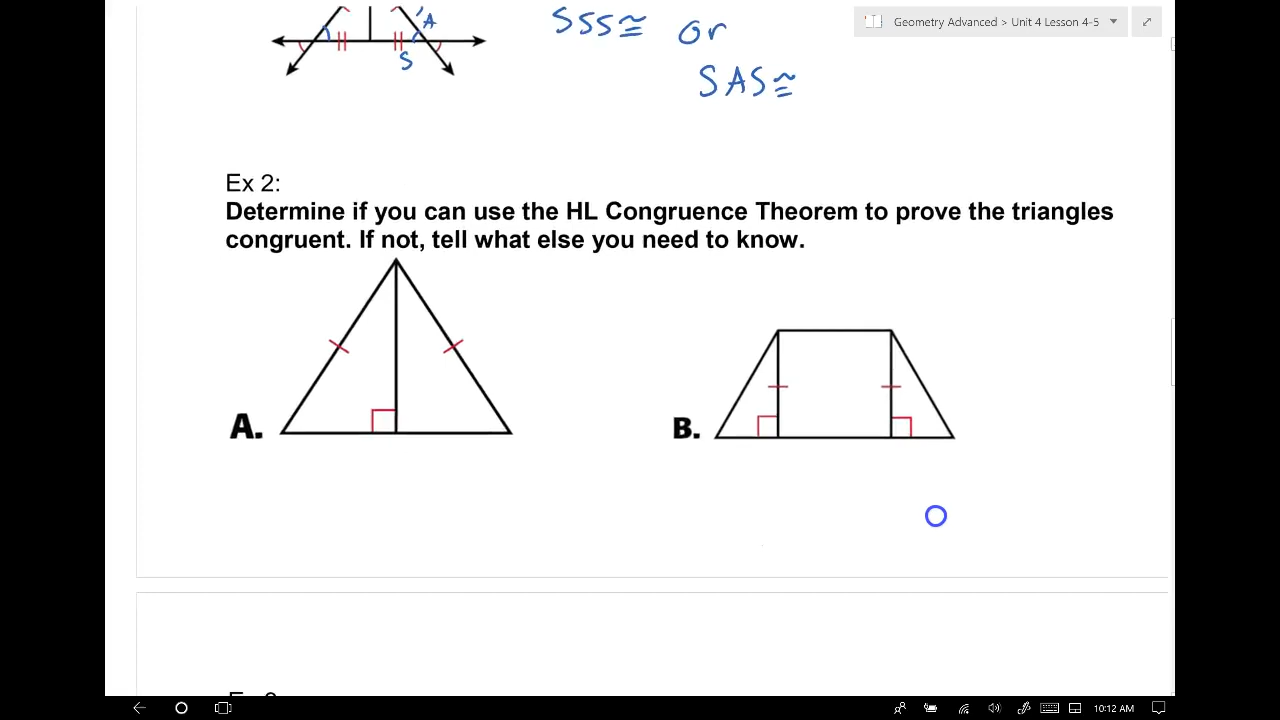 Geometry Advanced > Unit 4 Lesson 4-5
A
S
SSS≅ or
SAS≅
Ex 2:
Determine if you can use the HL Congruence Theorem to prove the triangles
congruent. If not, tell what else you need to know.
A.
B.
10:12 AM